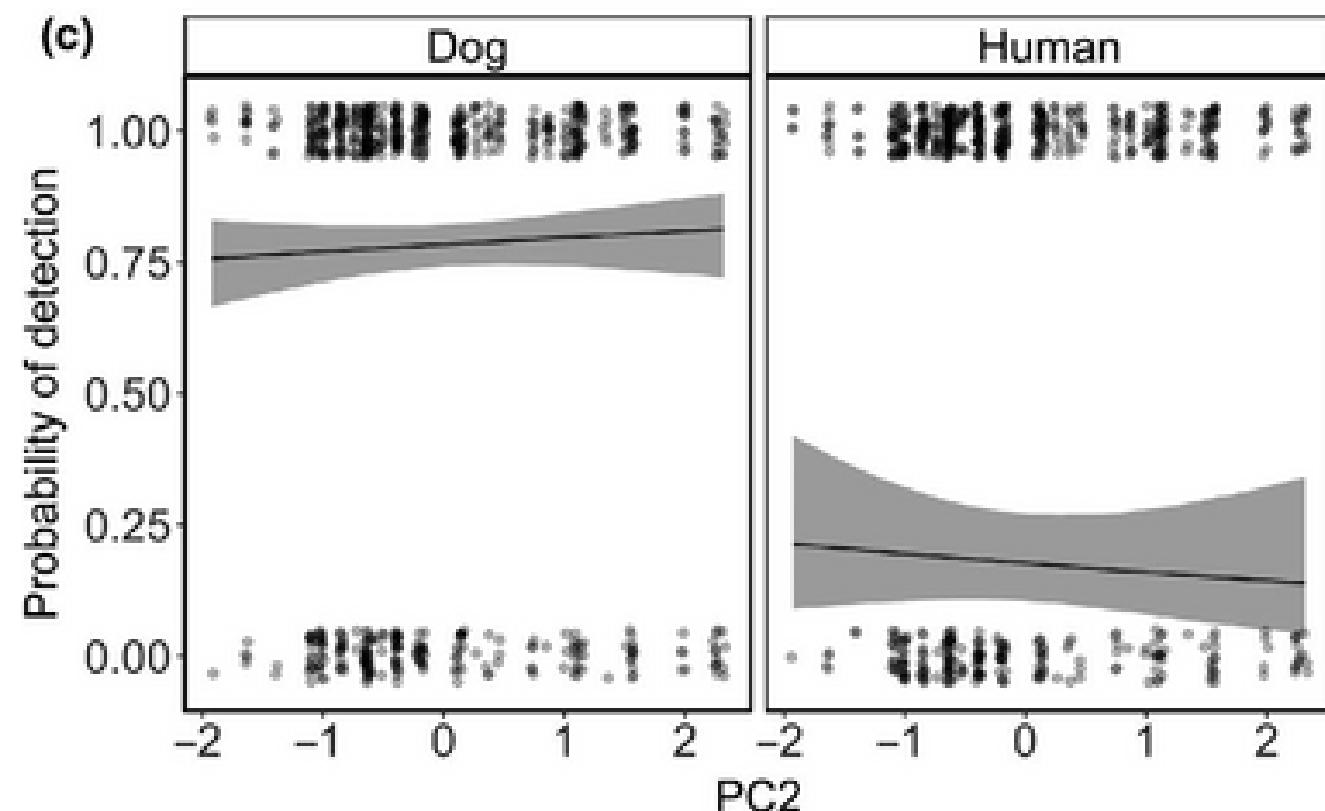 (c)
Dog
Human
Probability of detection
1.00
0.75
0.50
0.25
0.00
−2 −1 0 1 2 −2 −1 0 1 2
PC2